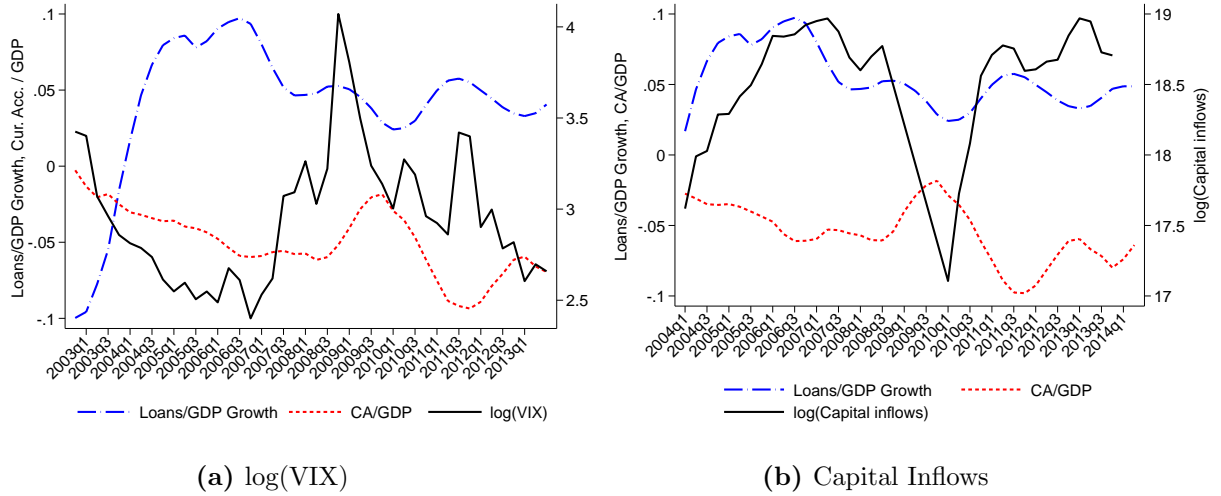 Loans/GDP Growth, Cur. Acc. / GDP
.1
.05
0
-.05
-.1
4
3.5
3
2.5
2003q1
2003q3
2004q1
2004q3
2005q1
2005q3
2006q1
2006q3
2007q1
2007q3
2008q1
2008q3
2009q1
2009q3
2010q1
2010q3
2011q1
2011q3
2012q1
2012q3
2013q1
Loans/GDP Growth CA/GDP log(VIX)
(a) log(VIX)
Loans/GDP Growth, CA/GDP
.1
.05
0
-.05
-.1
19
18.5
18
17.5
17
log(Capital inflows)
2004q1
2004q3
2005q1
2005q3
2006q1
2006q3
2007q1
2007q3
2008q1
2008q3
2009q1
2009q3
2010q1
2010q3
2011q1
2011q3
2012q1
2012q3
2013q1
2013q3
2014q1
Loans/GDP Growth CA/GDP
log(Capital inflows)
(b) Capital Inflows